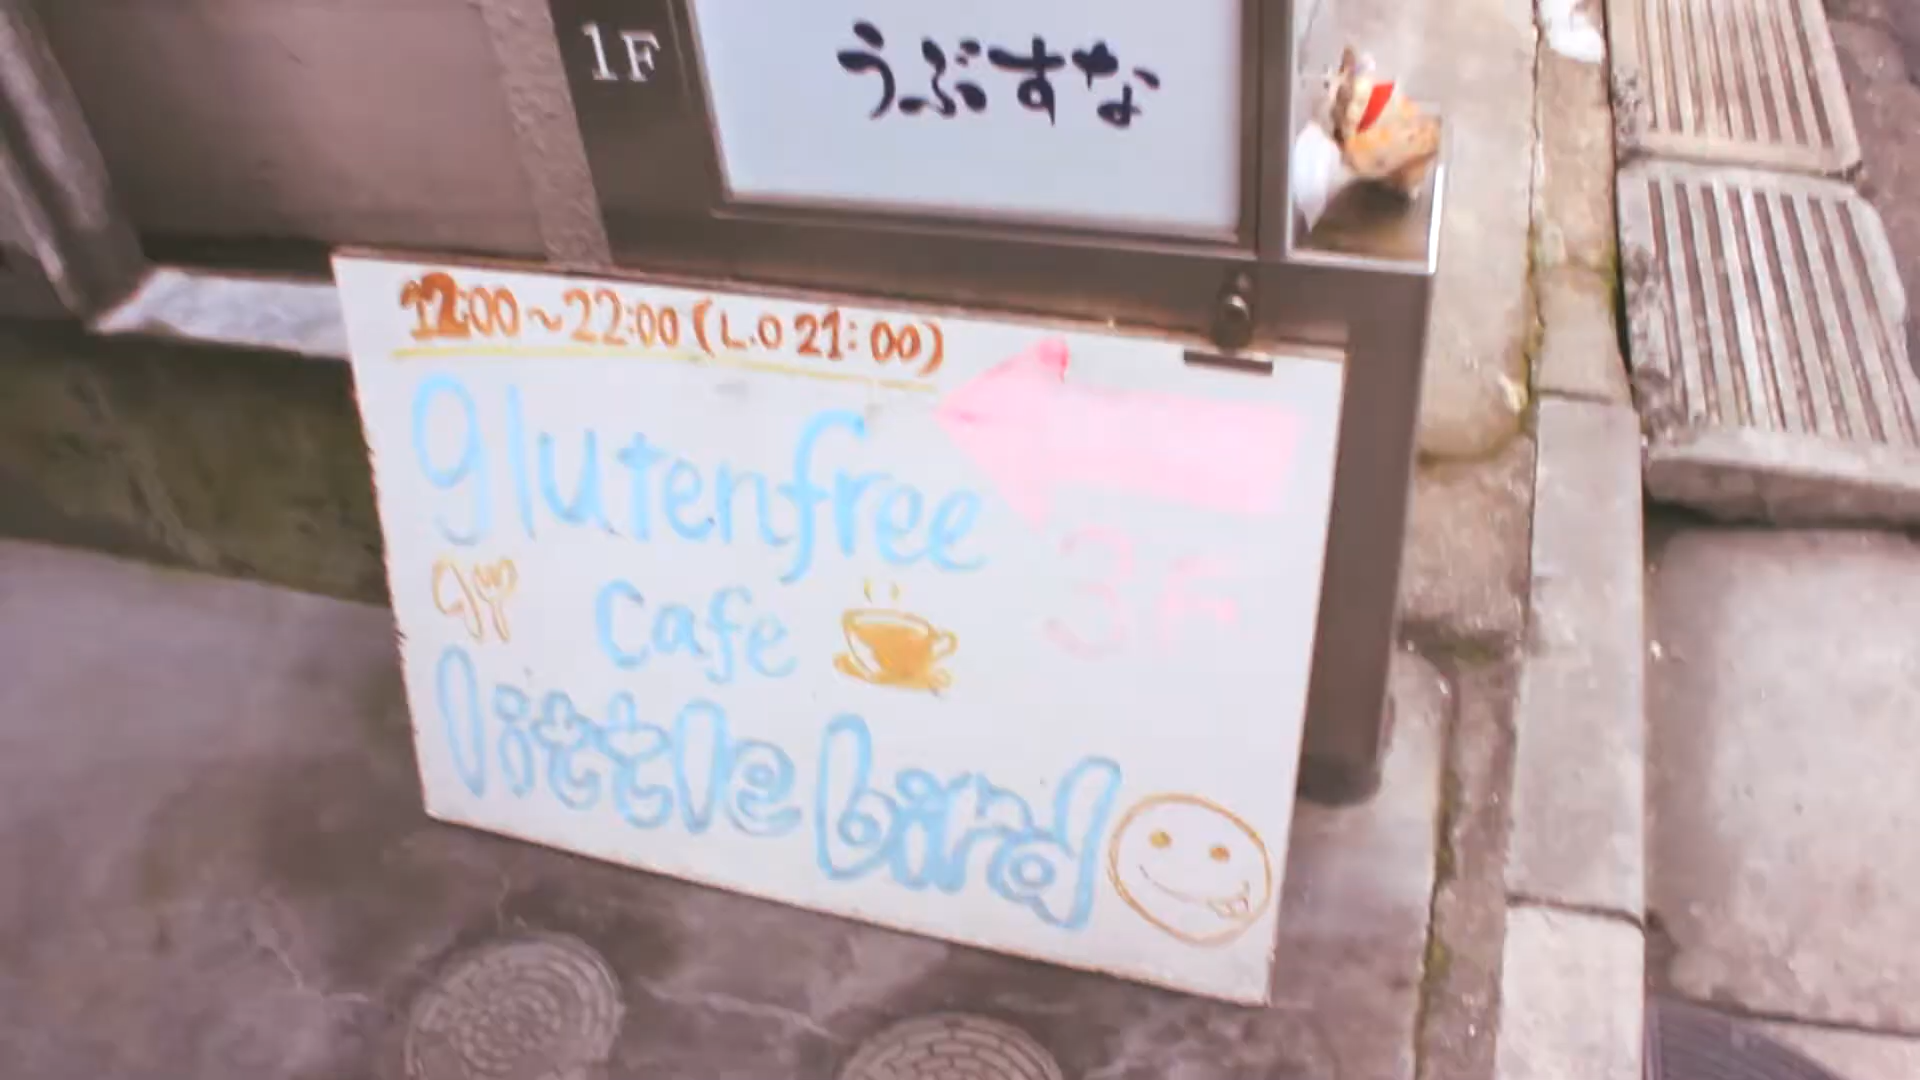 1F
うぶすな
12:00~22:00 (L.O 21:00)
glutenfree
cafe
3F
little bird